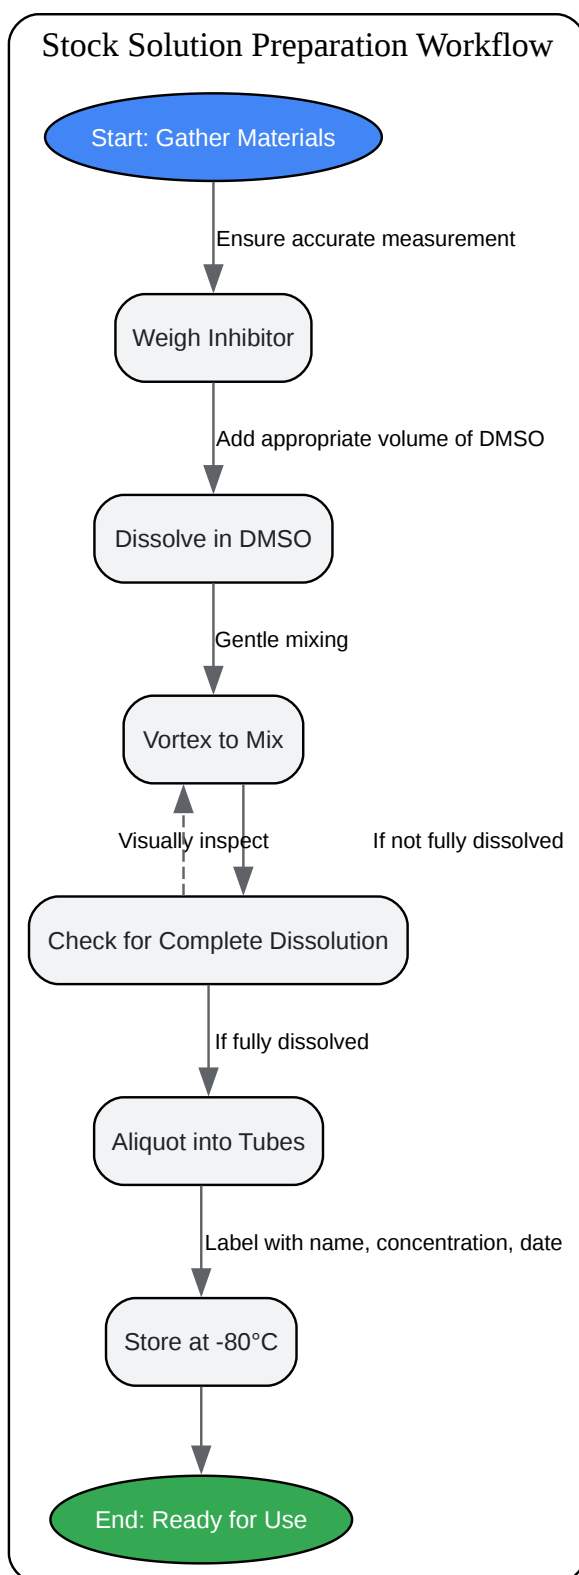 Stock Solution Preparation Workflow
Start: Gather Materials
Ensure accurate measurement
Weigh Inhibitor
Add appropriate volume of DMSO
Dissolve in DMSO
Gentle mixing
Vortex to Mix
Visually inspect
If not fully dissolved
Check for Complete Dissolution
If fully dissolved
Aliquot into Tubes
Label with name, concentration, date
Store at -80°C
End: Ready for Use